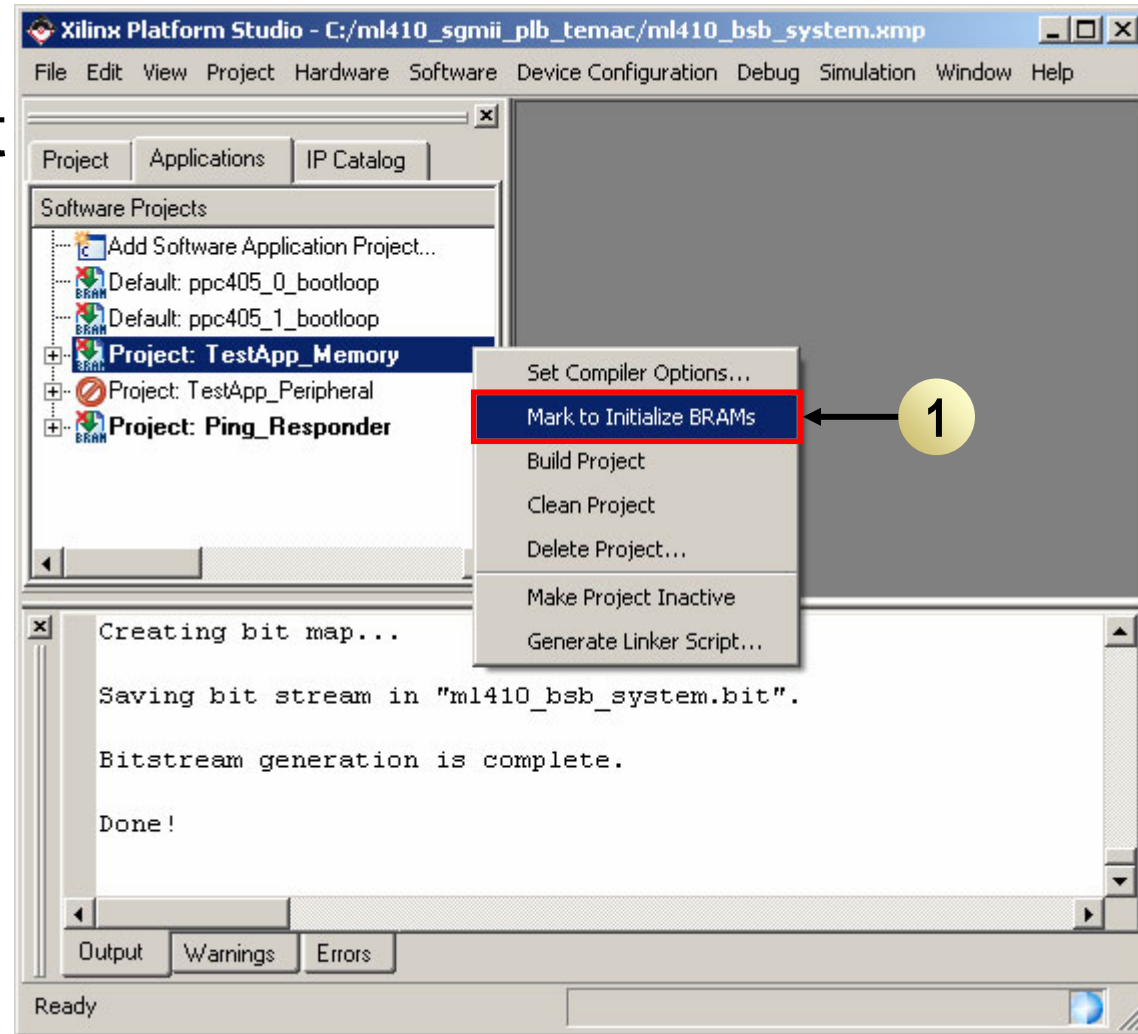 Xilinx Platform Studio - C:/ml410_sgmii_plb_temac/ml410_bsb_system.xmp
File Edit View Project Hardware Software Device Configuration Debug Simulation Window Help
Project Applications IP Catalog
Software Projects
Add Software Application Project...
BRAM Default: ppc405_0_bootloop
BRAM Default: ppc405_1_bootloop
BRAM Project: TestApp_Memory
Project: TestApp_Peripheral
BRAM Project: Ping_Responder
Set Compiler Options...
Mark to Initialize BRAMs
1
Build Project
Clean Project
Delete Project...
Make Project Inactive
Generate Linker Script...
Creating bit map...
Saving bit stream in "ml410_bsb_system.bit".
Bitstream generation is complete.
Done!
Output Warnings Errors
Ready